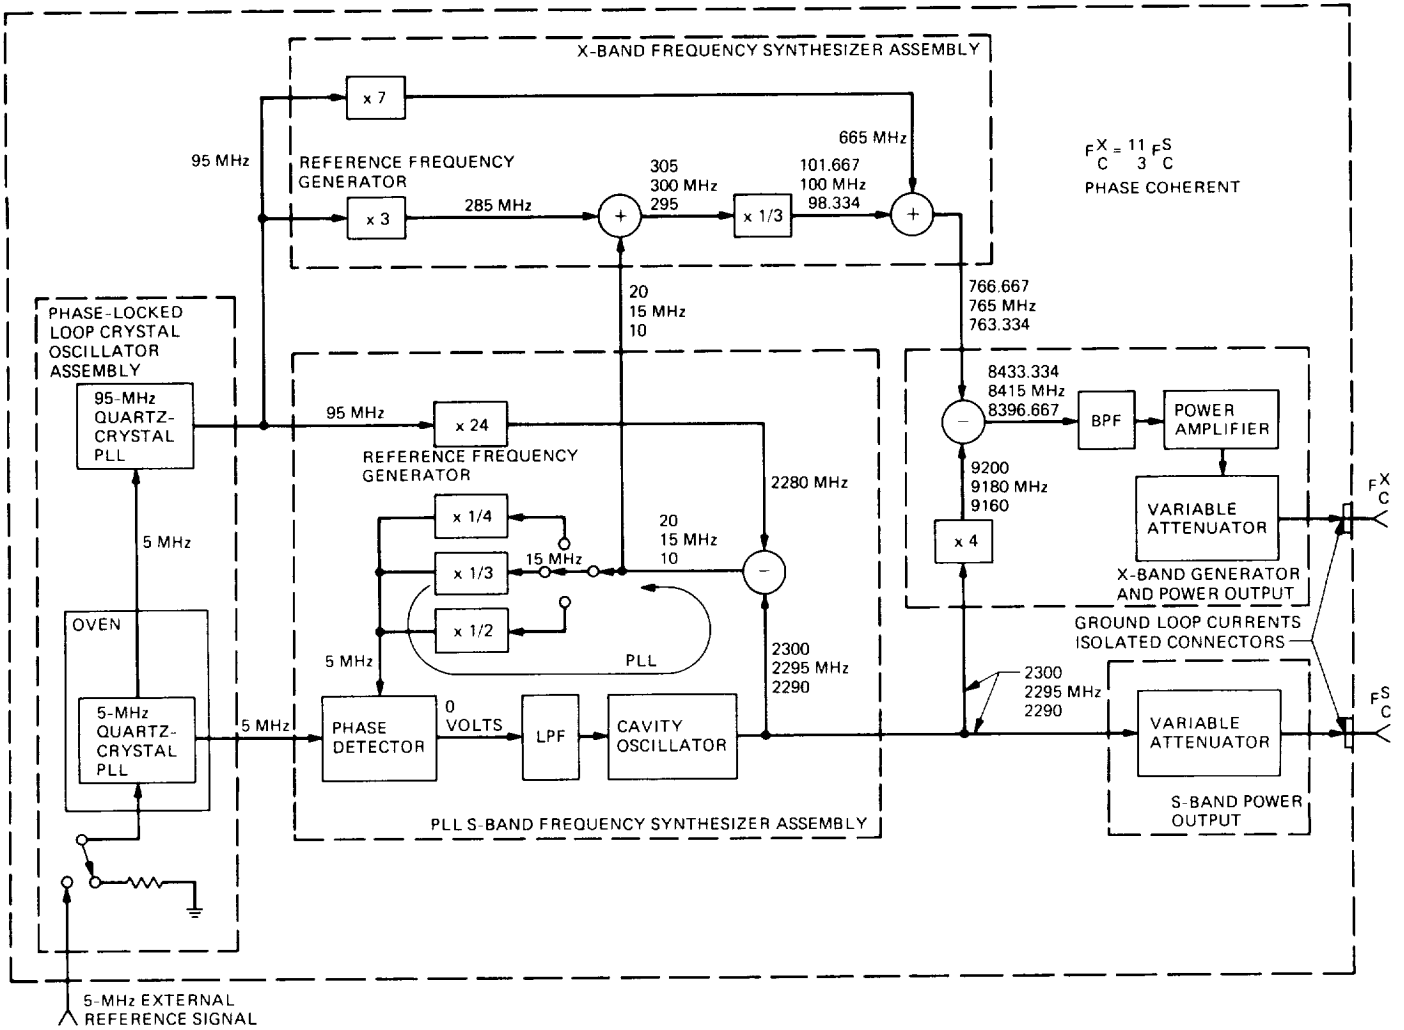 X-BAND FREQUENCY SYNTHESIZER ASSEMBLY
x 7
665 MHz
95 MHz
REFERENCE FREQUENCY
GENERATOR
x 3
285 MHz
+
305
300 MHz
295
x 1/3
101.667
100 MHz
98.334
+
F X C = 11 3 F S C
PHASE COHERENT
20
15 MHz
10
766.667
765 MHz
763.334
PHASE-LOCKED
LOOP CRYSTAL
OSCILLATOR
ASSEMBLY
95-MHz
QUARTZ-
CRYSTAL
PLL
5 MHz
OVEN
5-MHz
QUARTZ-
CRYSTAL
PLL
5 MHz
5-MHz EXTERNAL
REFERENCE SIGNAL
95 MHz
x 24
REFERENCE FREQUENCY
GENERATOR
2280 MHz
x 1/4
x 1/3
x 1/2
15 MHz
20
15 MHz
10
−
PLL
5 MHz
2300
2295 MHz
2290
PHASE
DETECTOR
0
VOLTS
LPF
CAVITY
OSCILLATOR
PLL S-BAND FREQUENCY SYNTHESIZER ASSEMBLY
8433.334
8415 MHz
8396.667
−
BPF
POWER
AMPLIFIER
9200
9180 MHz
9160
x 4
VARIABLE
ATTENUATOR
X-BAND GENERATOR
AND POWER OUTPUT
F X C
GROUND LOOP CURRENTS
ISOLATED CONNECTORS
2300
2295 MHz
2290
VARIABLE
ATTENUATOR
S-BAND POWER
OUTPUT
F S C